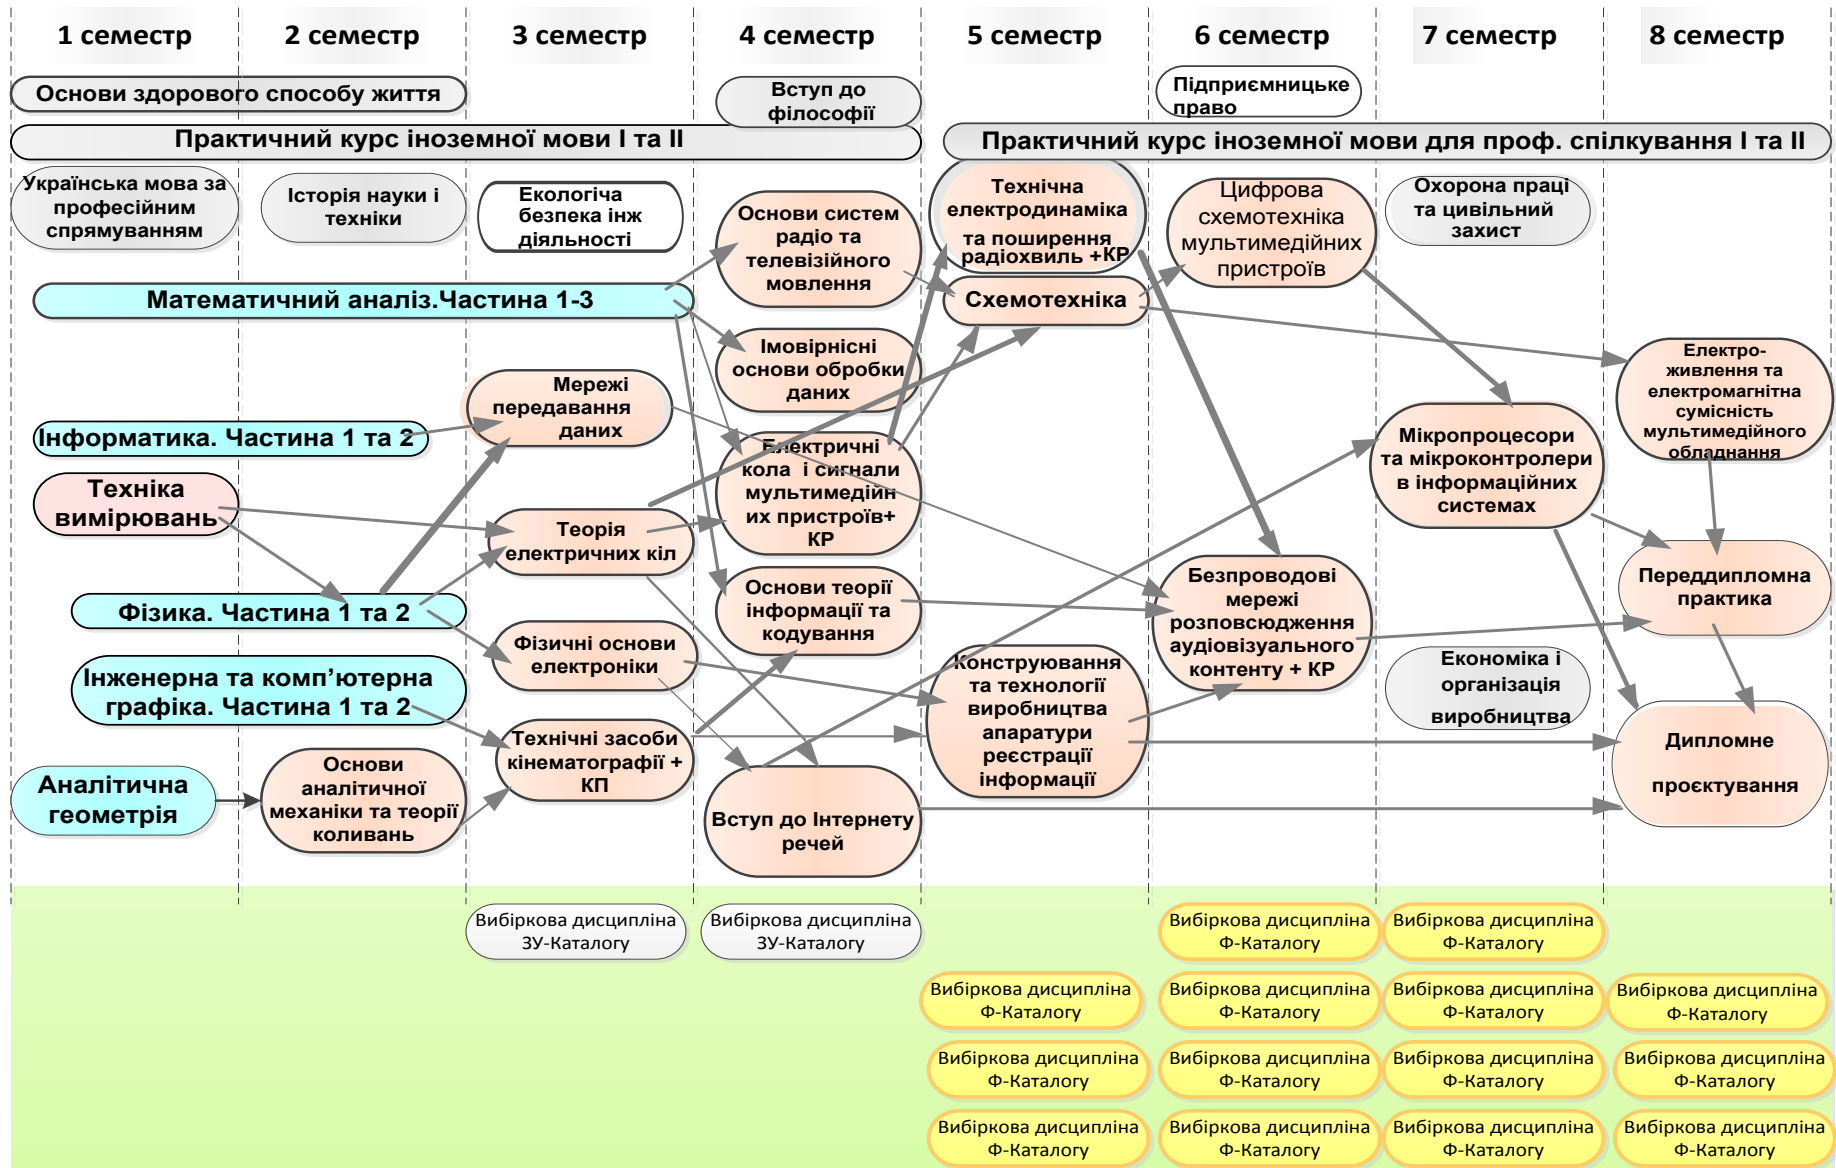 1 семестр
2 семестр
3 семестр
4 семестр
5 семестр
6 семестр
7 семестр
8 семестр
Основи здорового способу життя
Вступ до
філософії
Підприємницьке
право
Практичний курс іноземної мови І та ІІ
Практичний курс іноземної мови для проф. спілкування І та ІІ
Українська мова за
професійним
спрямуванням
Історія науки і
техніки
Екологіча
безпека інж
діяльності
Основи систем
радіо та
телевізійного
мовлення
Технічна
електродинаміка
та поширення
радіохвиль +КР
Цифрова
схемотехніка
мультимедійних
пристроїв
Охорона праці
та цивільний
захист
Математичний аналіз.Частина 1-3
Схемотехніка
Імовірнісні
основи обробки
даних
Електро-
живлення та
електромагнітна
сумісність
мультимедійного
обладнання
Мережі
передавання
даних
Інформатика. Частина 1 та 2
Електричні
кола і сигнали
мультимедійн
их пристроїв+
КР
Мікропроцесори
та мікроконтролери
в інформаційних
системах
Техніка
вимірювань
Теорія
електричних кіл
Фізика. Частина 1 та 2
Основи теорії
інформації та
кодування
Безпроводові
мережі
розповсюдження
аудіовізуального
контенту + КР
Переддипломна
практика
Фізичні основи
електроніки
Інженерна та комп’ютерна
графіка. Частина 1 та 2
Конструювання
та технології
виробництва
апаратури
реєстрації
інформації
Економіка і
організація
виробництва
Технічні засоби
кінематографії +
КП
Дипломне
проєктування
Аналітична
геометрія
Основи
аналітичної
механіки та теорії
коливань
Вступ до Інтернету
речей
Вибіркова дисципліна
ЗУ-Каталогу
Вибіркова дисципліна
ЗУ-Каталогу
Вибіркова дисципліна
Ф-Каталогу
Вибіркова дисципліна
Ф-Каталогу
Вибіркова дисципліна
Ф-Каталогу
Вибіркова дисципліна
Ф-Каталогу
Вибіркова дисципліна
Ф-Каталогу
Вибіркова дисципліна
Ф-Каталогу
Вибіркова дисципліна
Ф-Каталогу
Вибіркова дисципліна
Ф-Каталогу
Вибіркова дисципліна
Ф-Каталогу
Вибіркова дисципліна
Ф-Каталогу
Вибіркова дисципліна
Ф-Каталогу
Вибіркова дисципліна
Ф-Каталогу
Вибіркова дисципліна
Ф-Каталогу
Вибіркова дисципліна
Ф-Каталогу